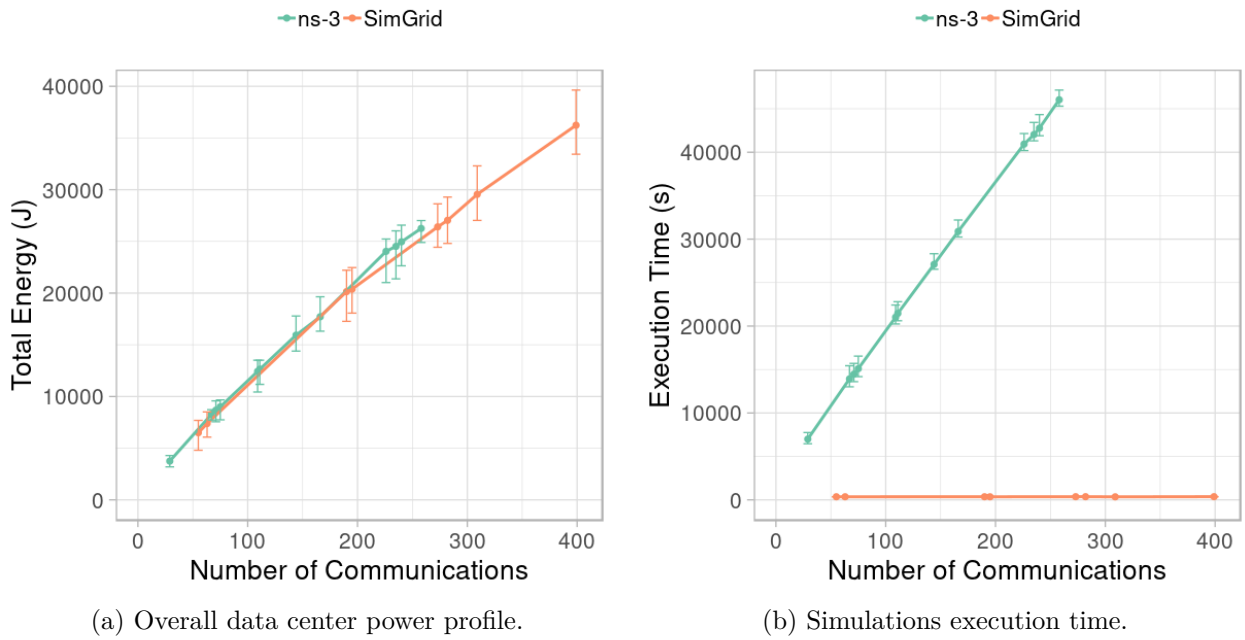 ns-3 SimGrid
Total Energy (J)
40000
30000
20000
10000
0
0 100 200 300 400
Number of Communications
(a) Overall data center power profile.
ns-3 SimGrid
Execution Time (s)
40000
30000
20000
10000
0
0 100 200 300 400
Number of Communications
(b) Simulations execution time.